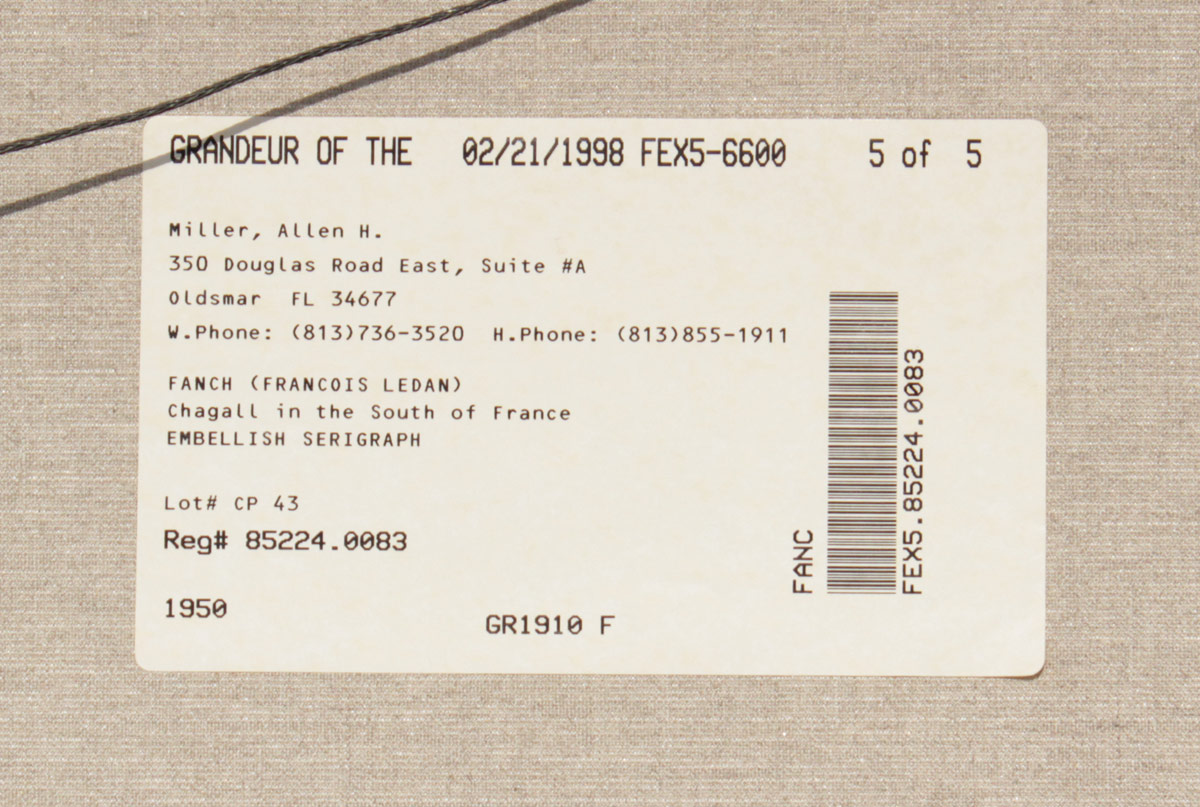 GRANDEUR OF THE 02/21/1998 FEX5-6600 5 of 5
Miller, Allen H.
350 Douglas Road East, Suite #A
Oldsmar FL 34677
W.Phone: (813)736-3520 H.Phone: (813)855-1911
FANCH (FRANCOIS LEDAN)
Chagall in the South of France
EMBELLISH SERIGRAPH
Lot# CP 43
Reg# 85224.0083
1950
GR1910 F
FANC
FEX5.85224.0083